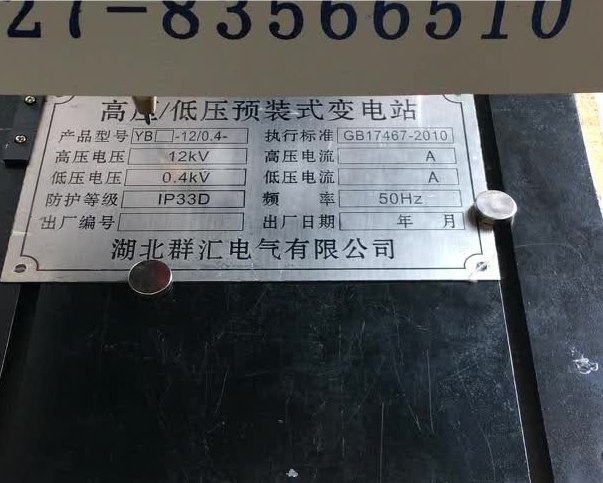 27-83566510
高压/低压预装式变电站
产品型号 YB□-12/0.4- 执行标准 GB17467-2010
高压电压 12kV 高压电流 A
低压电压 0.4kV 低压电流 A
防护等级 IP33D 频率 50Hz
出厂编号 出厂日期 年 月
湖北群汇电气有限公司